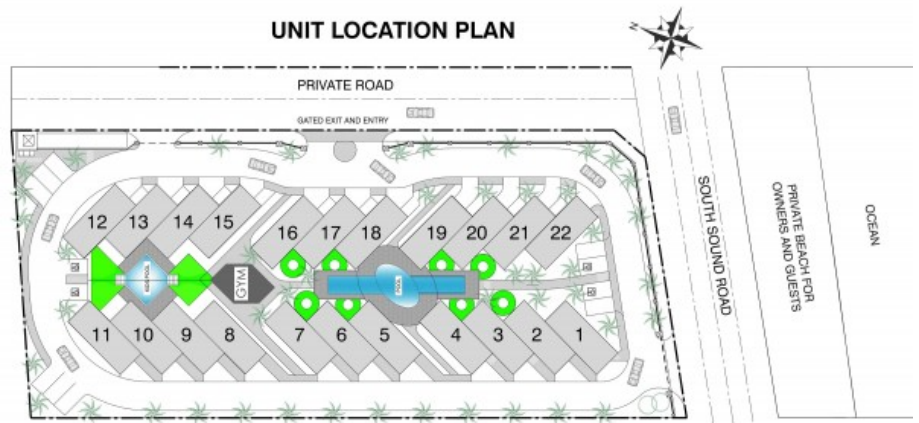 UNIT LOCATION PLAN
N
PRIVATE ROAD
GATED EXIT AND ENTRY
12 13 14 15
16 17 18
19 20 21 22
KIDS POOL
GYM
POOL
11 10 9 8
7 6 5
4 3 2 1
SOUTH SOUND ROAD
PRIVATE BEACH FOR
OWNERS AND GUESTS
OCEAN